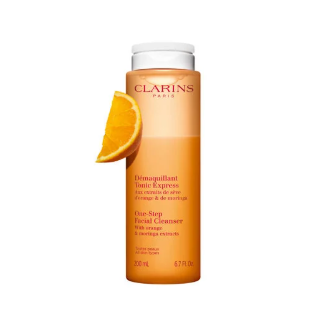 CLARINS
PARIS
Démaquillant
Tonic Express
Aux extraits de sève
d'orange & de moringa
One-Step
Facial Cleanser
With orange
& moringa extracts
200 mL 6.7 Fl. Oz